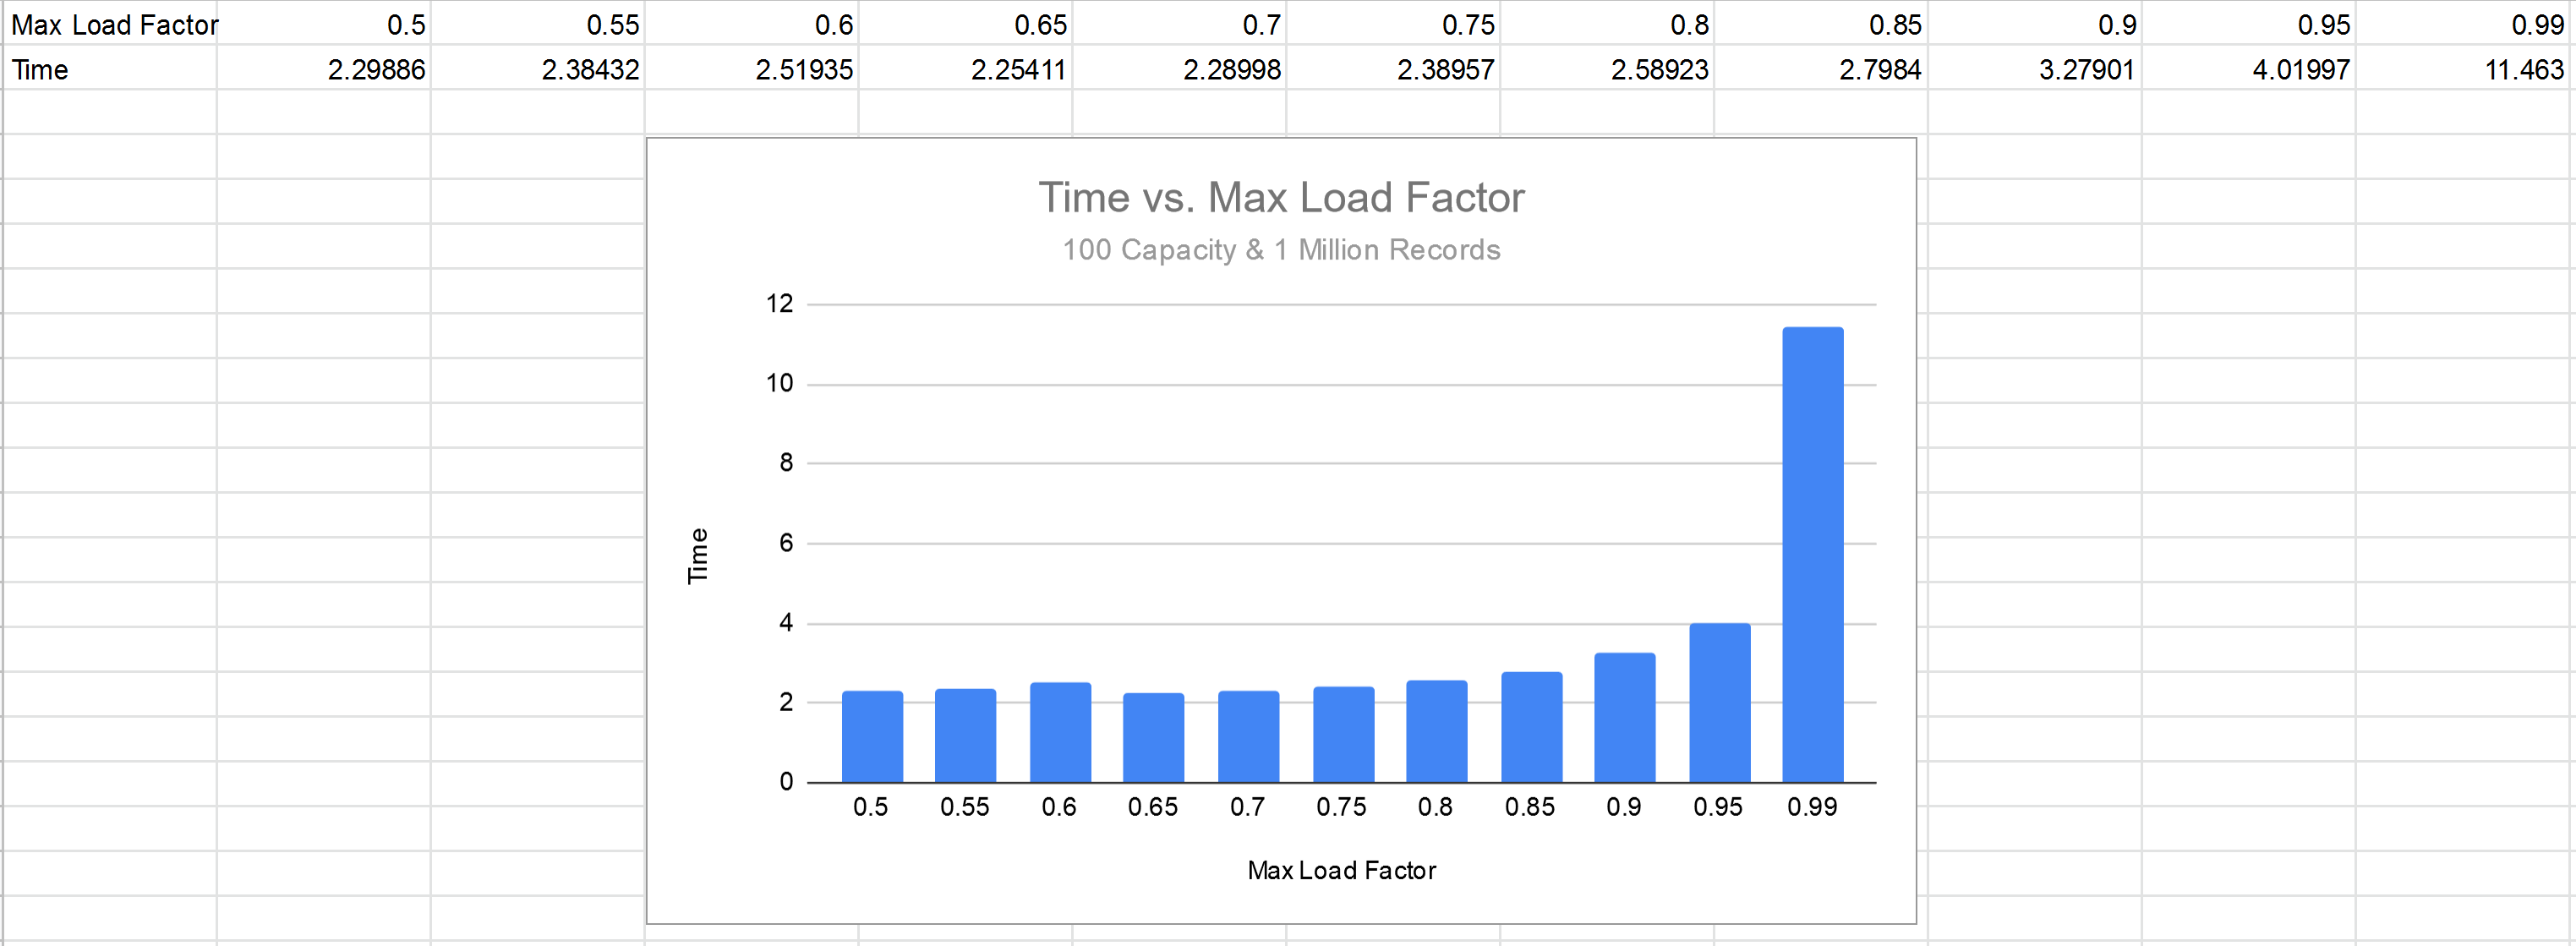 Max Load Factor 0.5 0.55 0.6 0.65 0.7 0.75 0.8 0.85 0.9 0.95 0.99
Time 2.29886 2.38432 2.51935 2.25411 2.28998 2.38957 2.58923 2.7984 3.27901 4.01997 11.463
Time vs. Max Load Factor
100 Capacity & 1 Million Records
12
10
8
6
4
2
0
Time
0.5 0.55 0.6 0.65 0.7 0.75 0.8 0.85 0.9 0.95 0.99
Max Load Factor